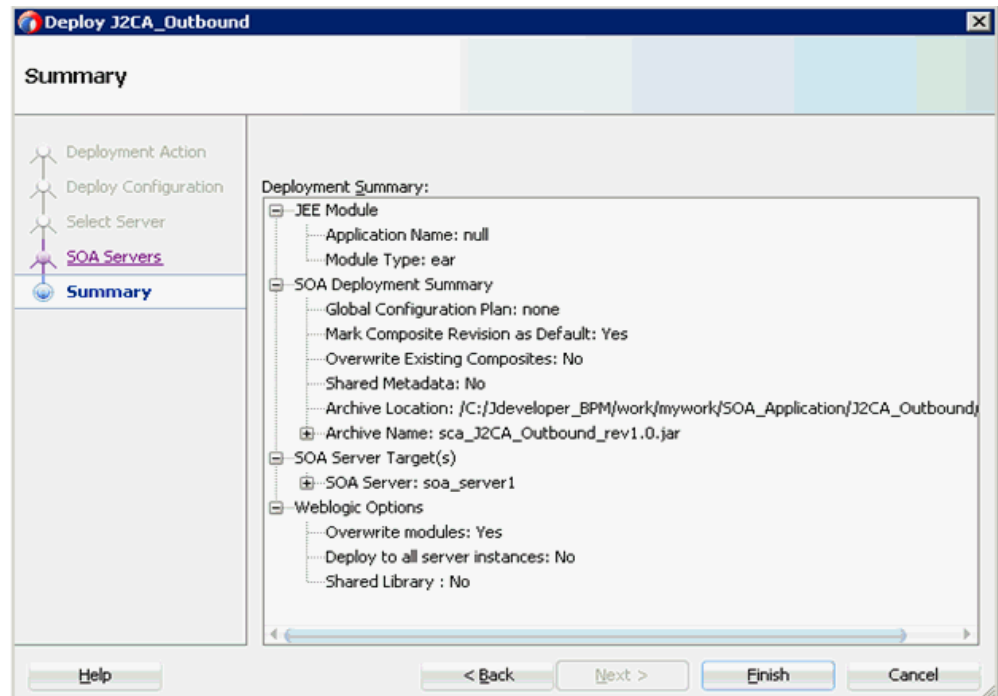 Deploy J2CA_Outbound
Summary
Deployment Action
Deploy Configuration
Select Server
SOA Servers
Summary
Deployment Summary:
JEE Module
Application Name: null
Module Type: ear
SOA Deployment Summary
Global Configuration Plan: none
Mark Composite Revision as Default: Yes
Overwrite Existing Composites: No
Shared Metadata: No
Archive Location: /C:/Jdeveloper_BPM/work/mywork/SOA_Application/J2CA_Outbound/
Archive Name: sca_J2CA_Outbound_rev1.0.jar
SOA Server Target(s)
SOA Server: soa_server1
Weblogic Options
Overwrite modules: Yes
Deploy to all server instances: No
Shared Library : No
Help
< Back
Next >
Finish
Cancel